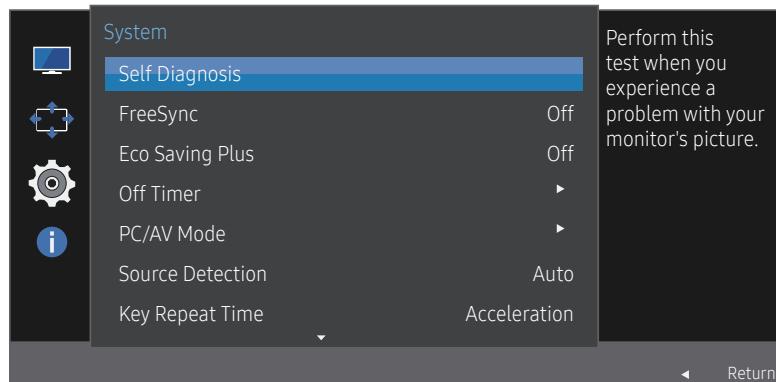 System
Self Diagnosis
FreeSync Off
Eco Saving Plus Off
Off Timer
PC/AV Mode
Source Detection Auto
Key Repeat Time Acceleration
Perform this
test when you
experience a
problem with your
monitor's picture.
Return